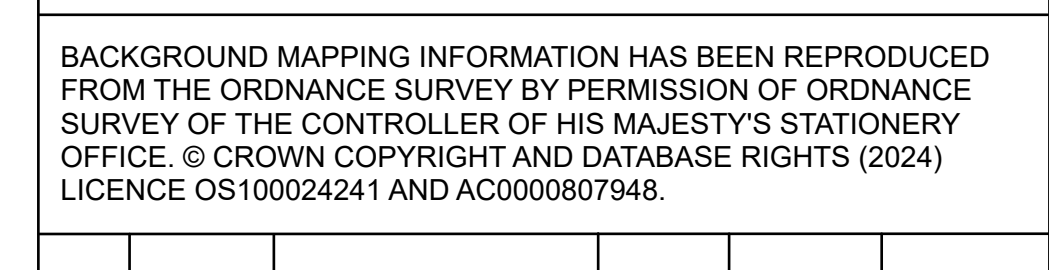 BACKGROUND MAPPING INFORMATION HAS BEEN REPRODUCED
FROM THE ORDNANCE SURVEY BY PERMISSION OF ORDNANCE
SURVEY OF THE CONTROLLER OF HIS MAJESTY'S STATIONERY
OFFICE. © CROWN COPYRIGHT AND DATABASE RIGHTS (2024)
LICENCE OS100024241 AND AC0000807948.